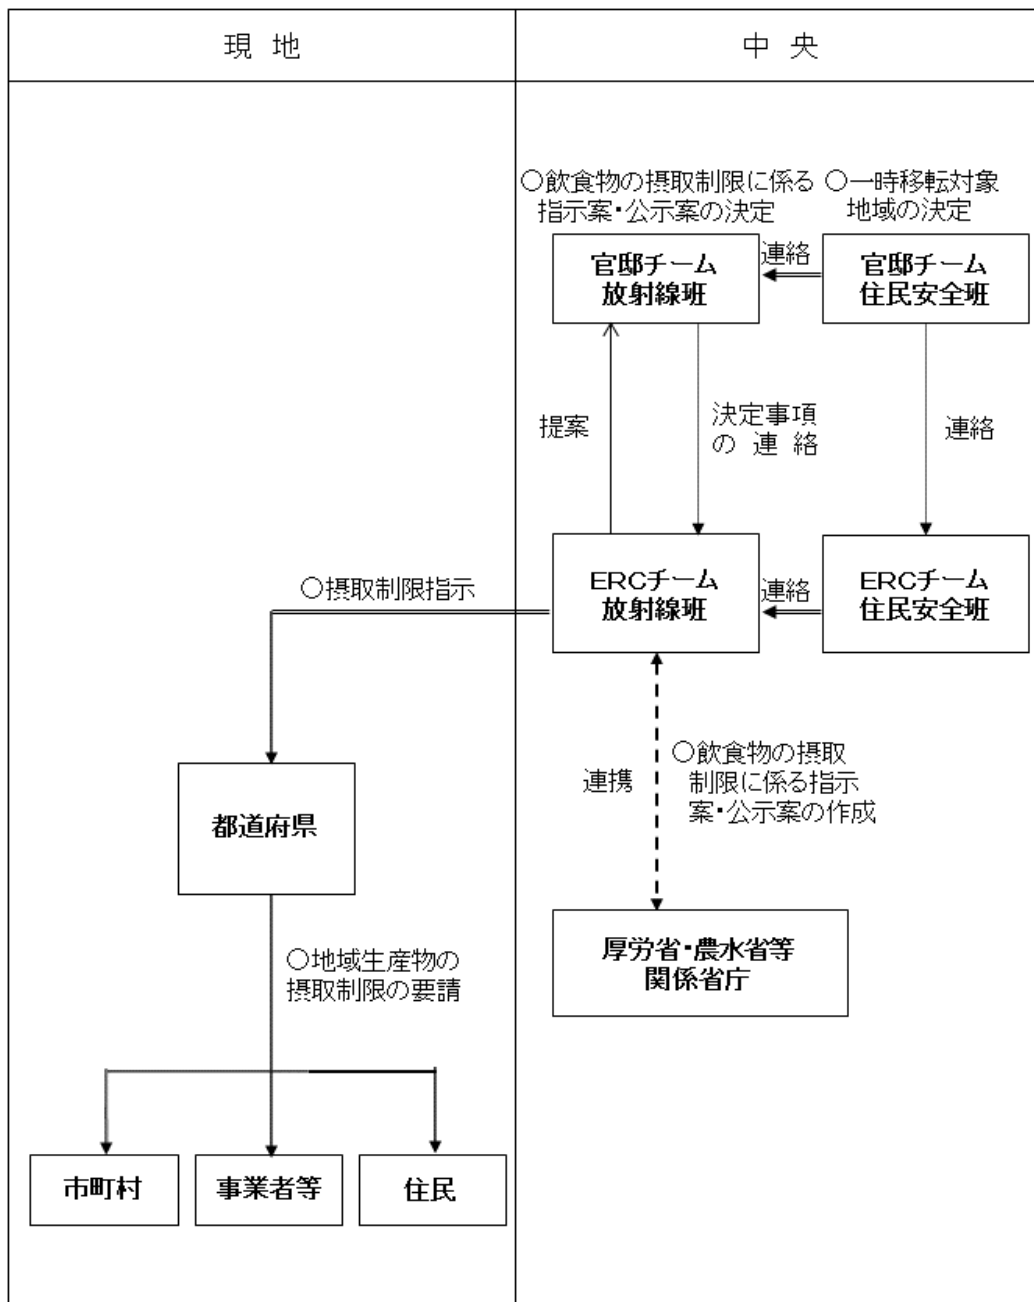 現 地
中 央
○飲食物の摂取制限に係る
指示案・公示案の決定
○一時移転対象
地域の決定
官邸チーム
放射線班
連絡
官邸チーム
住民安全班
提案
決定事項
の 連 絡
連絡
○摂取制限指示
ERCチーム
放射線班
連絡
ERCチーム
住民安全班
都道府県
連携
○飲食物の摂取
制限に係る指示
案・公示案の作成
厚労省・農水省等
関係省庁
○地域生産物の
摂取制限の要請
市町村
事業者等
住民